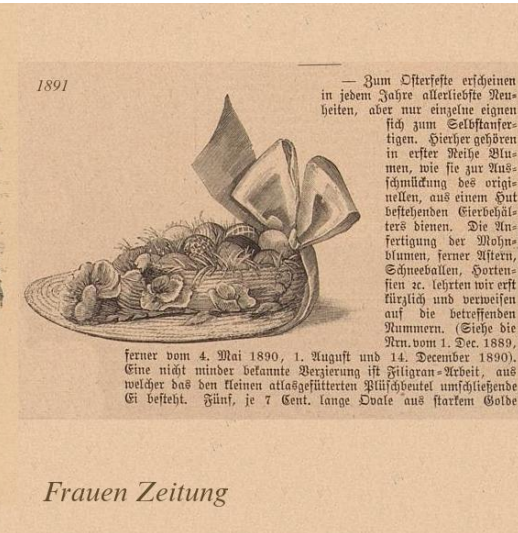 1891
— Zum Osterfeste erscheinen
in jedem Jahre allerliebste Neu=
heiten, aber nur einzelne eignen
sich zum Selbstanfer=
tigen. Hierher gehören
in erster Reihe Blu=
men, wie sie zur Aus=
schmückung des origi=
nellen, aus einem Hut
bestehenden Eierbehäl=
ters dienen. Die An=
fertigung der Mohn=
blumen, ferner Astern,
Schneeballen, Horten=
sien ꝛc. lehrten wir erst
kürzlich und verweisen
auf die betreffenden
Nummern. (Siehe die
Nrn. vom 1. Dec. 1889,
ferner vom 4. Mai 1890, 1. August und 14. December 1890).
Eine nicht minder bekannte Verzierung ist Filigran=Arbeit, aus
welcher das den kleinen atlasgefütterten Plüschbeutel umschließende
Ei besteht. Fünf, je 7 Cent. lange Ovale aus starkem Golde
Frauen Zeitung